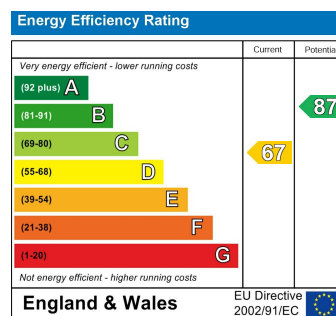 Energy Efficiency Rating
Current Potential
Very energy efficient - lower running costs
(92 plus) A
(81-91) B
87
(69-80) C
67
(55-68) D
(39-54) E
(21-38) F
(1-20) G
Not energy efficient - higher running costs
England & Wales
EU Directive
2002/91/EC